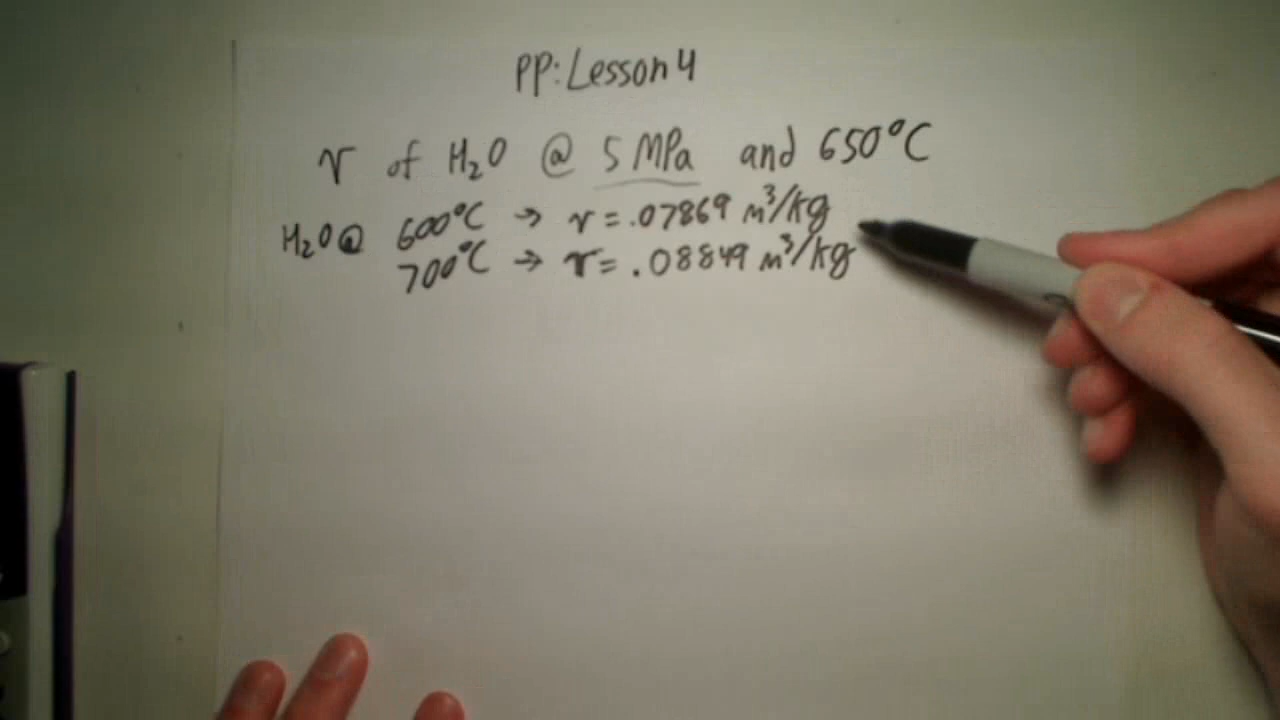 PP: Lesson 4
v of H₂O @ 5 MPa and 650°C
H₂O @ 600°C → v = .07869 m³/kg
700°C → v = .08849 m³/kg